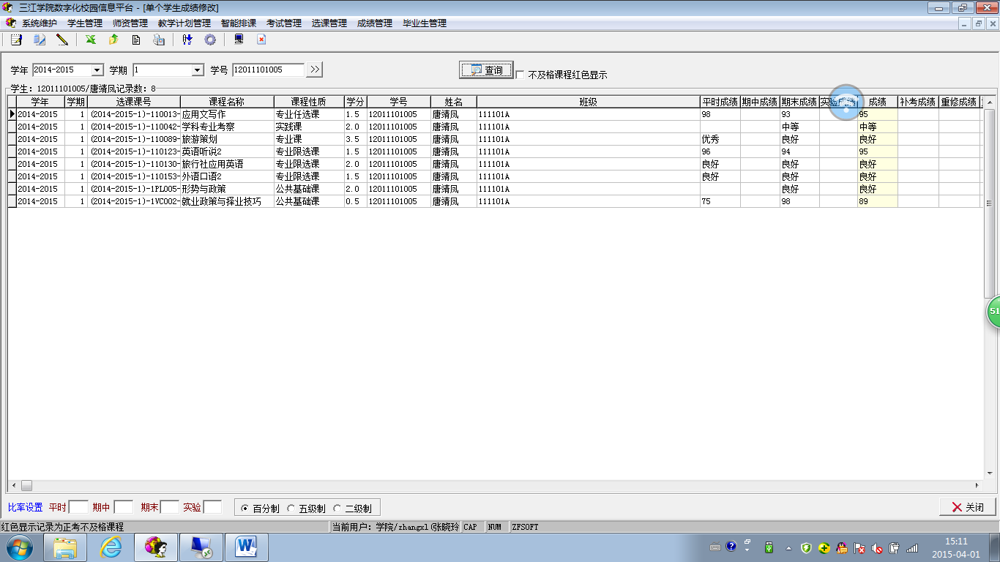 三江学院数字化校园信息平台 - [单个学生成绩修改]
系统维护 学生管理 师资管理 教学计划管理 智能排课 考试管理 选课管理 成绩管理 毕业生管理
学年 2014-2015 学期 1 学号 12011101005 >> 查询 不及格课程红色显示
学生：12011101005/唐靖凤记录数：8
学年 学期 选课课号 课程名称 课程性质 学分 学号 姓名 班级 平时成绩 期中成绩 期末成绩 实验成绩 成绩 补考成绩 重修成绩
2014-2015 1 (2014-2015-1)-110013- 应用文写作 专业任选课 1.5 12011101005 唐靖凤 111101A 98 93 95
2014-2015 1 (2014-2015-1)-110042- 学科专业考察 实践课 2.0 12011101005 唐靖凤 111101A 中等 中等
2014-2015 1 (2014-2015-1)-110089- 旅游策划 专业课 3.5 12011101005 唐靖凤 111101A 优秀 良好 良好
2014-2015 1 (2014-2015-1)-110123- 英语听说2 专业限选课 1.5 12011101005 唐靖凤 111101A 96 94 95
2014-2015 1 (2014-2015-1)-110130- 旅行社应用英语 专业限选课 2.0 12011101005 唐靖凤 111101A 良好 良好 良好
2014-2015 1 (2014-2015-1)-110153- 外语口语2 专业限选课 1.5 12011101005 唐靖凤 111101A 良好 良好 良好
2014-2015 1 (2014-2015-1)-1PL005- 形势与政策 公共基础课 2.0 12011101005 唐靖凤 111101A 良好 良好
2014-2015 1 (2014-2015-1)-1VC002- 就业政策与择业技巧 公共基础课 0.5 12011101005 唐靖凤 111101A 75 98 89
51
比率设置 平时 期中 期末 实验 百分制 五级制 二级制 关闭
红色显示记录为正考不及格课程 当前用户：学院/zhangxl(张晓玲 CAP NUM ZFSOFT
15:11
2015-04-01